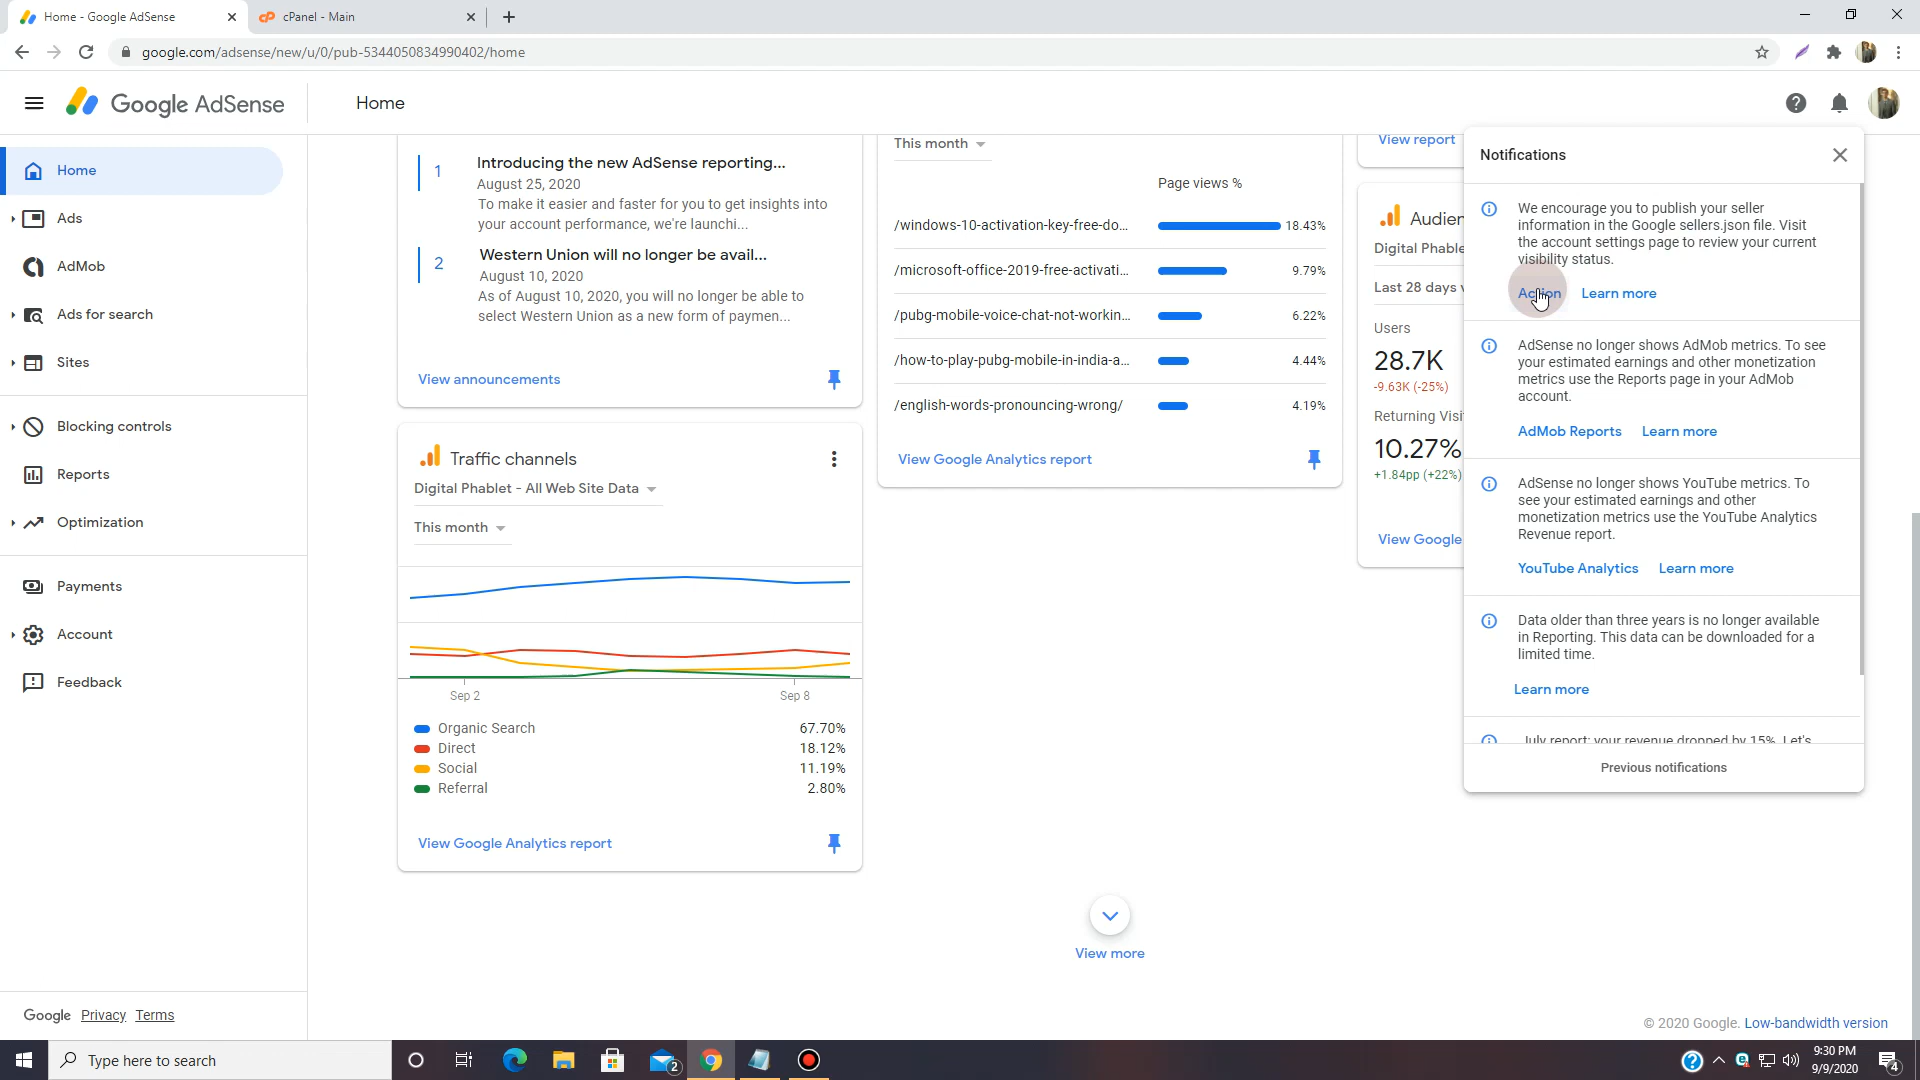 Home - Google AdSense
cPanel - Main
google.com/adsense/new/u/0/pub-5344050834990402/home
Google AdSense
Home
Home
Ads
AdMob
Ads for search
Sites
Blocking controls
Reports
Optimization
Payments
Account
Feedback
Google Privacy Terms
1
Introducing the new AdSense reporting...
August 25, 2020
To make it easier and faster for you to get insights into
your account performance, we're launchi...
2
Western Union will no longer be avail...
August 10, 2020
As of August 10, 2020, you will no longer be able to
select Western Union as a new form of paymen...
View announcements
Traffic channels
Digital Phablet - All Web Site Data
This month
Sep 2
Sep 8
Organic Search 67.70%
Direct 18.12%
Social 11.19%
Referral 2.80%
View Google Analytics report
This month
Page views %
/windows-10-activation-key-free-do... 18.43%
/microsoft-office-2019-free-activati... 9.79%
/pubg-mobile-voice-chat-not-workin... 6.22%
/how-to-play-pubg-mobile-in-india-a... 4.44%
/english-words-pronouncing-wrong/ 4.19%
View Google Analytics report
View report
Audien
Digital Phable
Last 28 days v
Users
28.7K
-9.63K (-25%)
Returning Visi
10.27%
+1.84pp (+22%)
View Google
Notifications
We encourage you to publish your seller
information in the Google sellers.json file. Visit
the account settings page to review your current
visibility status.
Action Learn more
AdSense no longer shows AdMob metrics. To see
your estimated earnings and other monetization
metrics use the Reports page in your AdMob
account.
AdMob Reports Learn more
AdSense no longer shows YouTube metrics. To
see your estimated earnings and other
monetization metrics use the YouTube Analytics
Revenue report.
YouTube Analytics Learn more
Data older than three years is no longer available
in Reporting. This data can be downloaded for a
limited time.
Learn more
July report: your revenue dropped by 15%. Let's
Previous notifications
View more
© 2020 Google. Low-bandwidth version
Type here to search
2
9:30 PM
9/9/2020
4